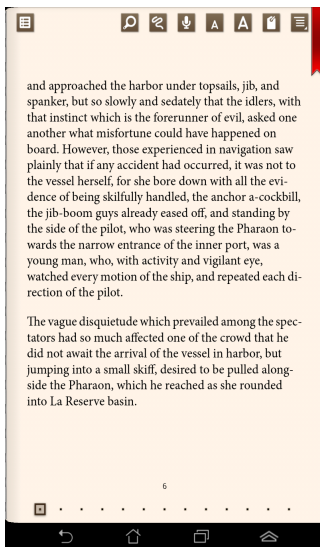 A
A
and approached the harbor under topsails, jib, and
spanker, but so slowly and sedately that the idlers, with
that instinct which is the forerunner of evil, asked one
another what misfortune could have happened on
board. However, those experienced in navigation saw
plainly that if any accident had occurred, it was not to
the vessel herself, for she bore down with all the evi-
dence of being skilfully handled, the anchor a-cockbill,
the jib-boom guys already eased off, and standing by
the side of the pilot, who was steering the Pharaon to-
wards the narrow entrance of the inner port, was a
young man, who, with activity and vigilant eye,
watched every motion of the ship, and repeated each di-
rection of the pilot.
The vague disquietude which prevailed among the spec-
tators had so much affected one of the crowd that he
did not await the arrival of the vessel in harbor, but
jumping into a small skiff, desired to be pulled along-
side the Pharaon, which he reached as she rounded
into La Reserve basin.
6